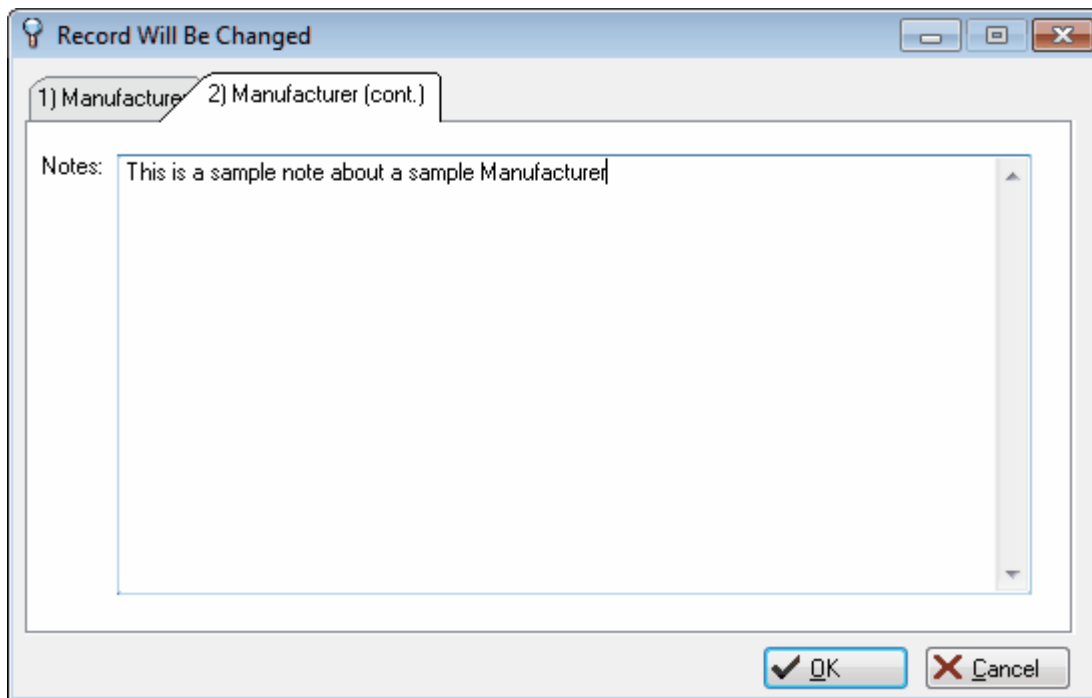 Record Will Be Changed
1) Manufacture
2) Manufacturer (cont.)
Notes:
This is a sample note about a sample Manufacturer
OK
Cancel